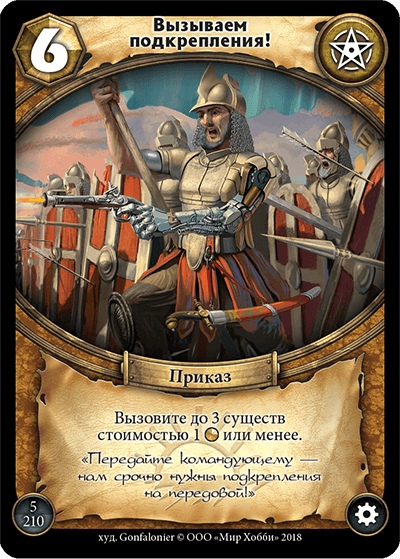 6
Вызываем
подкрепления!
Приказ
Вызовите до 3 существ
стоимостью 1 или менее.
«Передайте командующему —
нам срочно нужны подкрепления
на передовой!»
5
210
худ. Gonfalonier © ООО «Мир Хобби» 2018